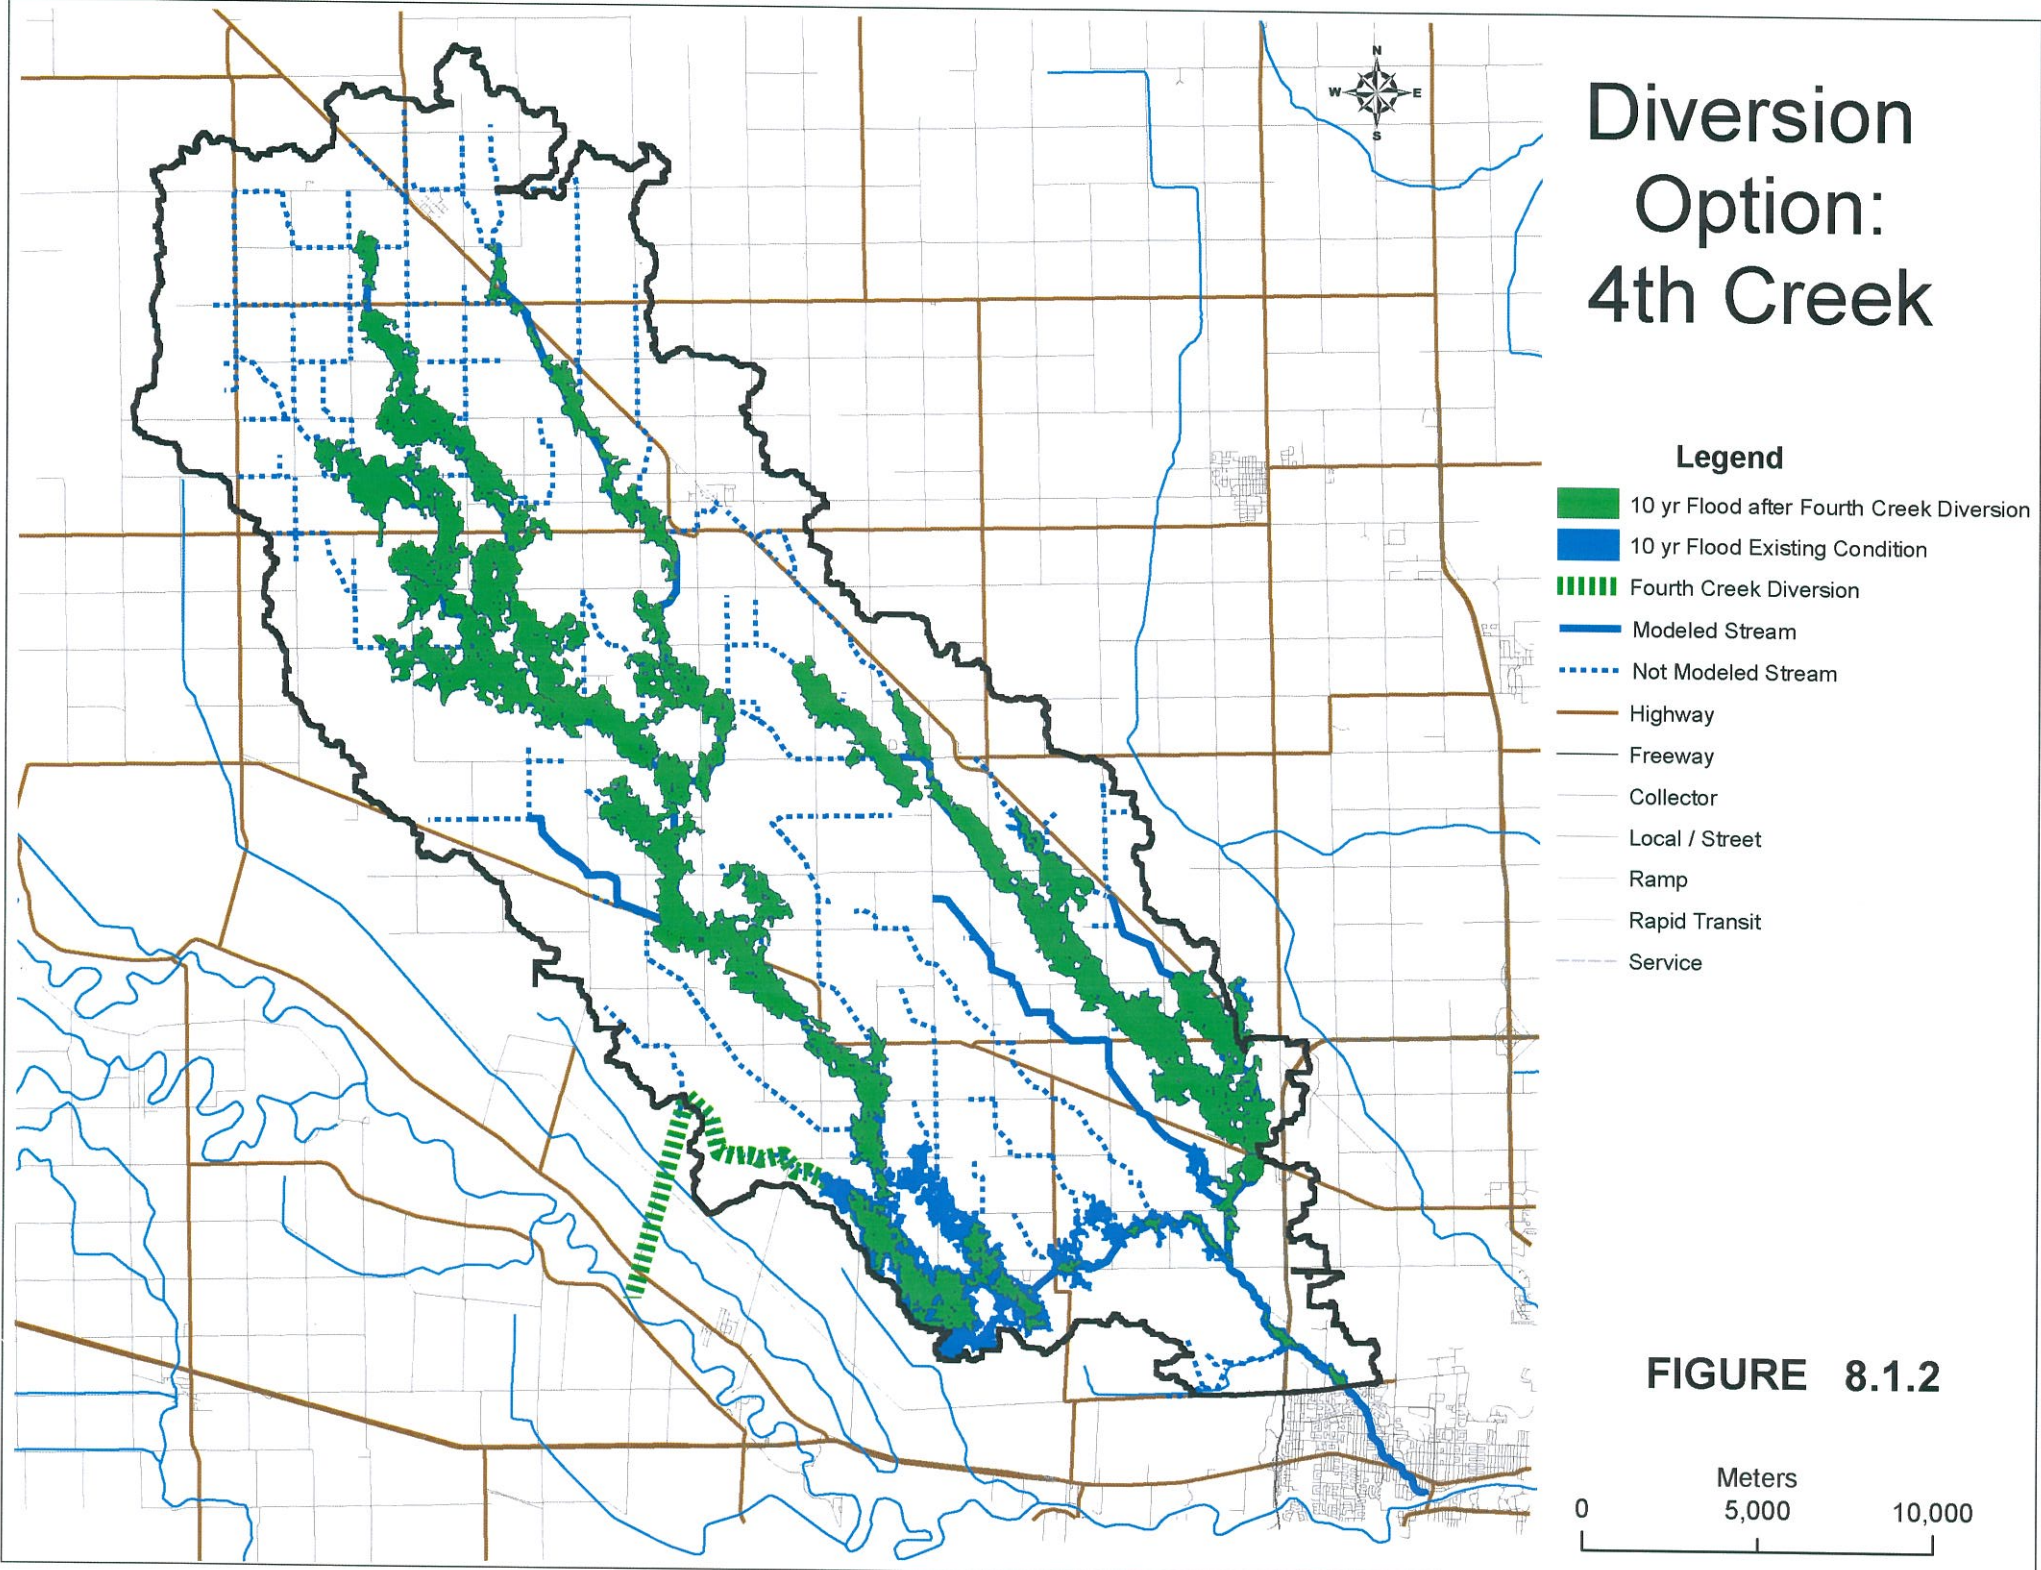 N
W E
S
Diversion
Option:
4th Creek
Legend
10 yr Flood after Fourth Creek Diversion
10 yr Flood Existing Condition
Fourth Creek Diversion
Modeled Stream
Not Modeled Stream
Highway
Freeway
Collector
Local / Street
Ramp
Rapid Transit
Service
FIGURE 8.1.2
Meters
0 5,000 10,000